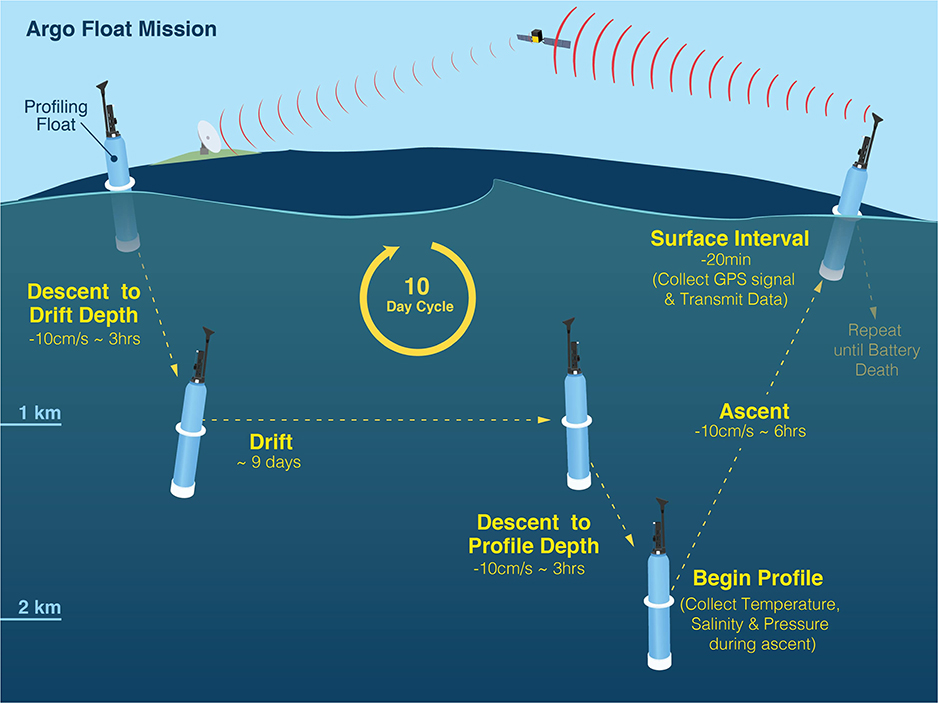 Argo Float Mission
Profiling
Float
Descent to
Drift Depth
-10cm/s ~ 3hrs
10
Day Cycle
Surface Interval
-20min
(Collect GPS signal
& Transmit Data)
Repeat
until Battery
Death
1 km
Drift
~ 9 days
Ascent
-10cm/s ~ 6hrs
Descent to
Profile Depth
-10cm/s ~ 3hrs
2 km
Begin Profile
(Collect Temperature,
Salinity & Pressure
during ascent)